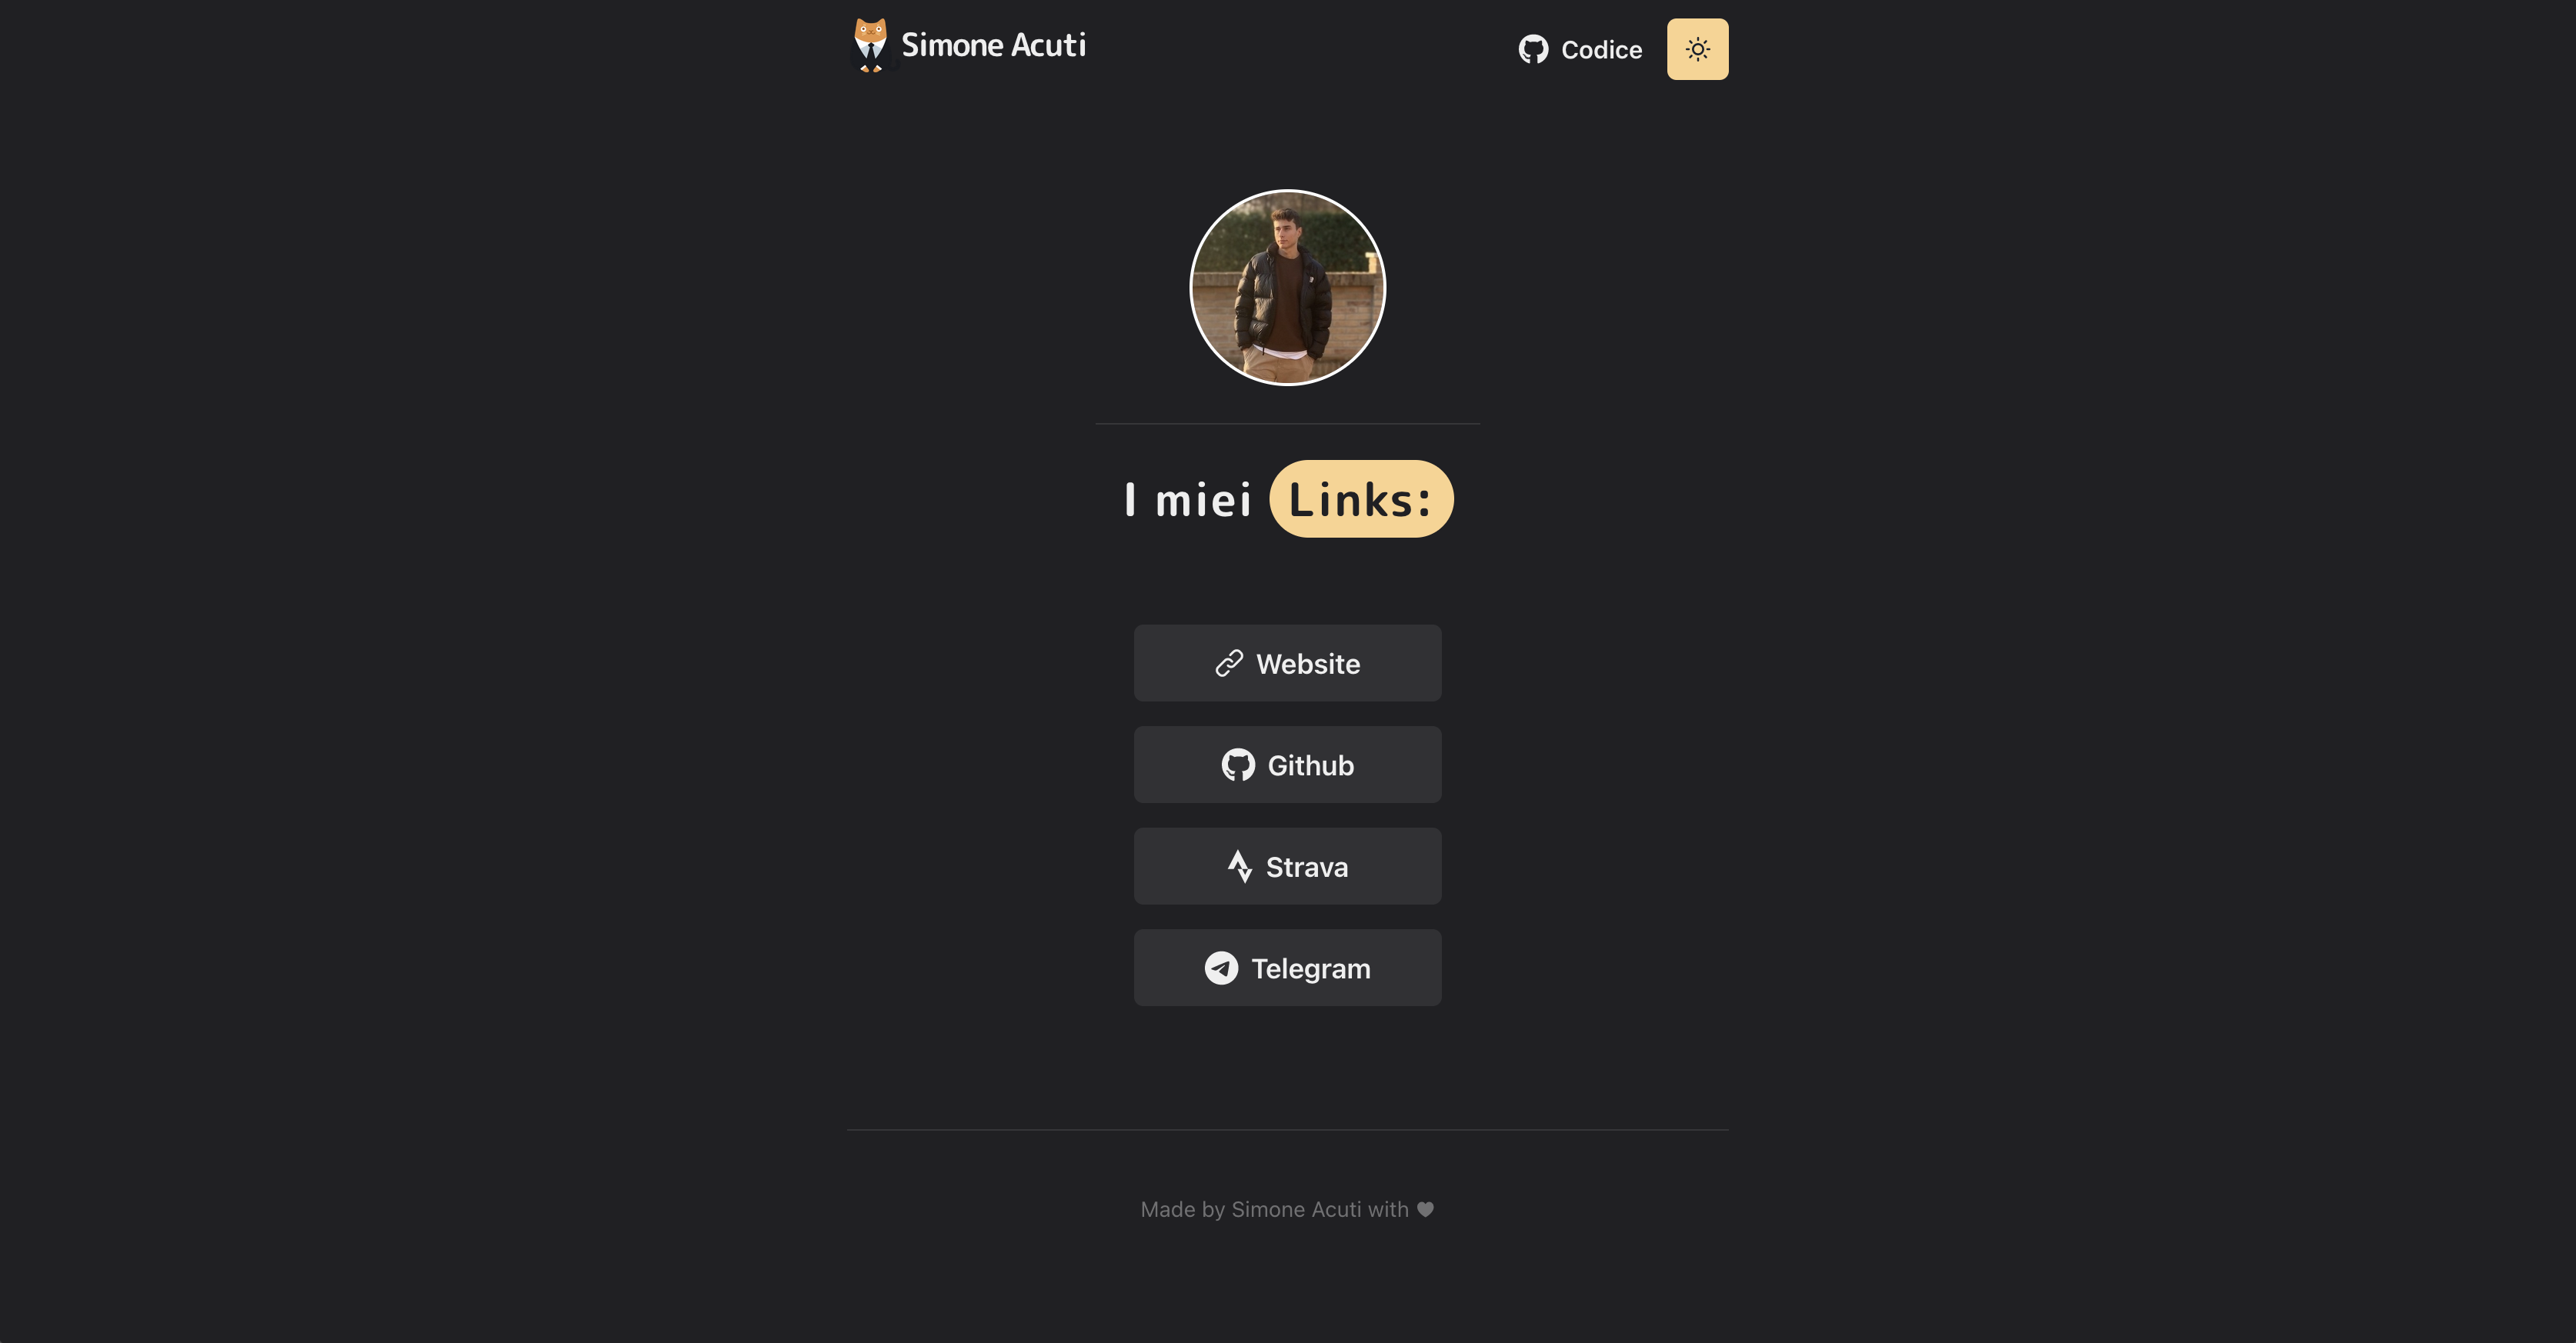 Simone Acuti
Codice
I miei Links:
Website
Github
Strava
Telegram
Made by Simone Acuti with